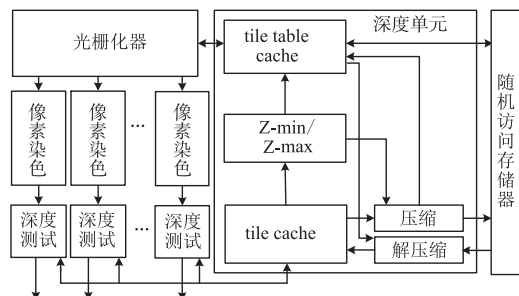 光栅化器
像素
染色
像素
染色
...
像素
染色
深度
测试
深度
测试
...
深度
测试
深度单元
tile table
cache
Z-min/
Z-max
tile cache
压缩
解压缩
随机访问存储器